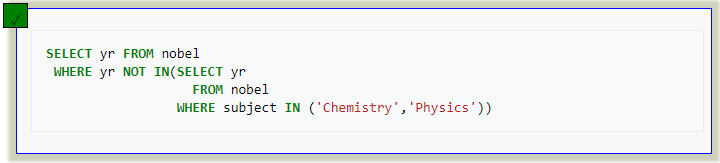 ✓
SELECT yr FROM nobel
WHERE yr NOT IN(SELECT yr
FROM nobel
WHERE subject IN ('Chemistry','Physics'))